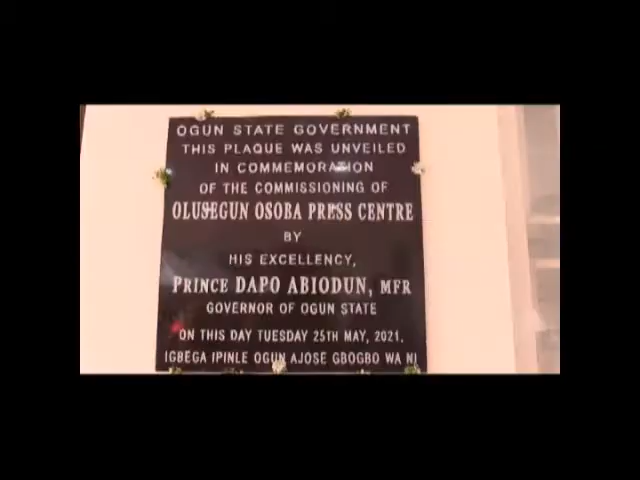 OGUN STATE GOVERNMENT
THIS PLAQUE WAS UNVEILED
IN COMMEMORATION
OF THE COMMISSIONING OF
OLUSEGUN OSOBA PRESS CENTRE
BY
HIS EXCELLENCY,
PRINCE DAPO ABIODUN, MFR
GOVERNOR OF OGUN STATE
ON THIS DAY TUESDAY 25TH MAY, 2021.
IGBEGA IPINLE OGUN AJOSE GBOGBO WA NI